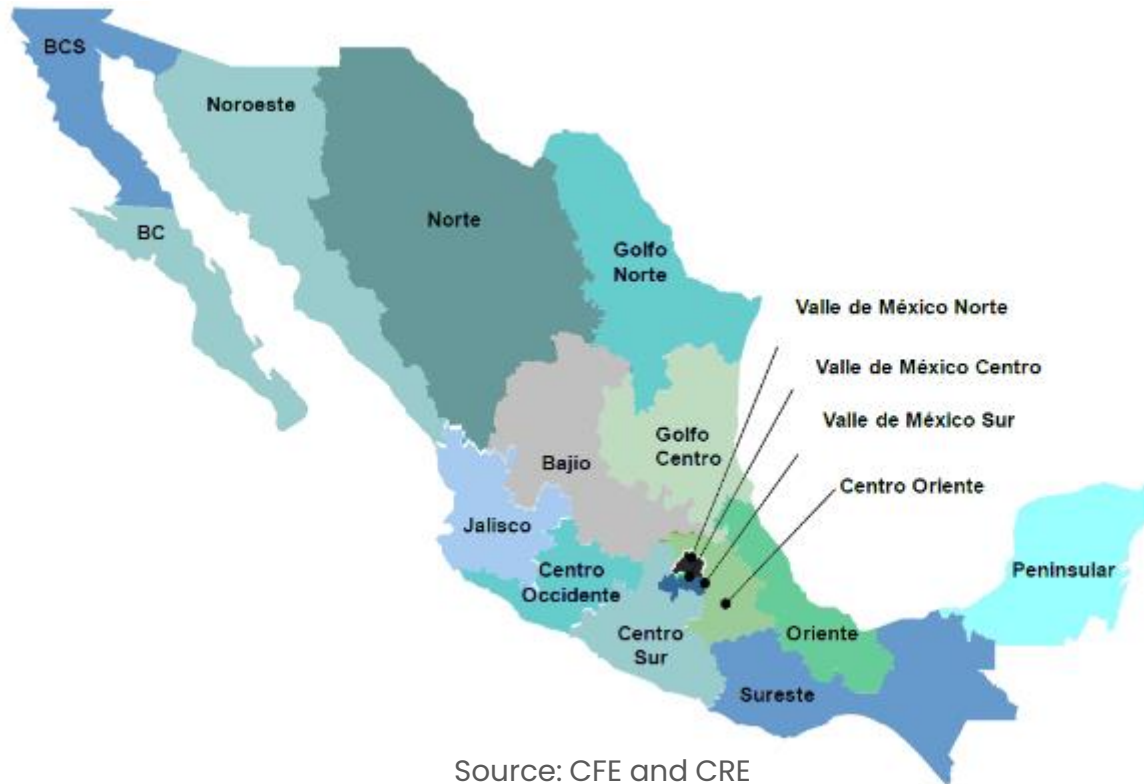 BCS
Noroeste
Norte
BC
Golfo
Norte
Valle de México Norte
Valle de México Centro
Valle de México Sur
Golfo
Centro
Bajio
Centro Oriente
Jalisco
Centro
Occidente
Peninsular
Centro
Sur
Oriente
Sureste
Source: CFE and CRE